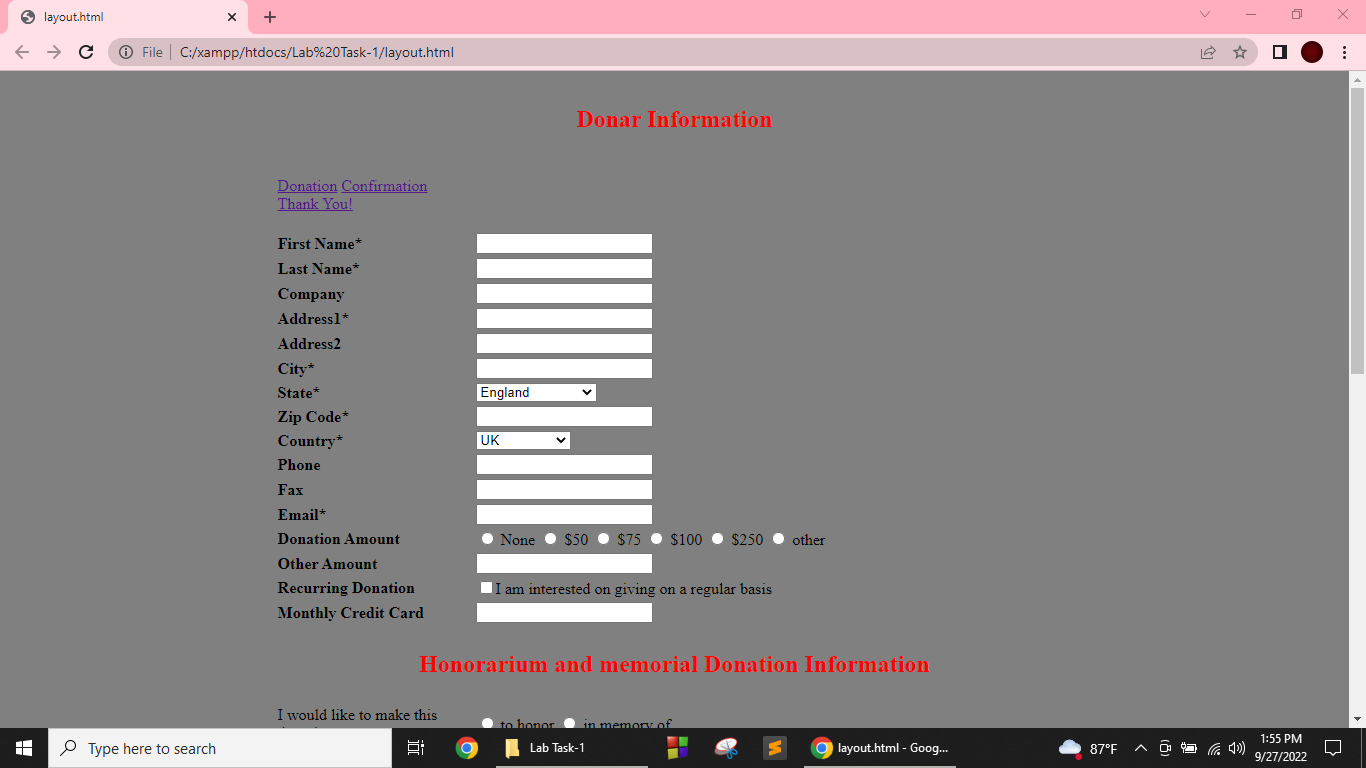 layout.html
File
C:/xampp/htdocs/Lab%20Task-1/layout.html
Donar Information
Donation Confirmation
Thank You!
First Name*
Last Name*
Company
Address1*
Address2
City*
State* England
Zip Code*
Country* UK
Phone
Fax
Email*
Donation Amount None $50 $75 $100 $250 other
Other Amount
Recurring Donation I am interested on giving on a regular basis
Monthly Credit Card
Honorarium and memorial Donation Information
I would like to make this to honor in memory of
Type here to search
Lab Task-1
layout.html - Goog...
87°F
1:55 PM
9/27/2022